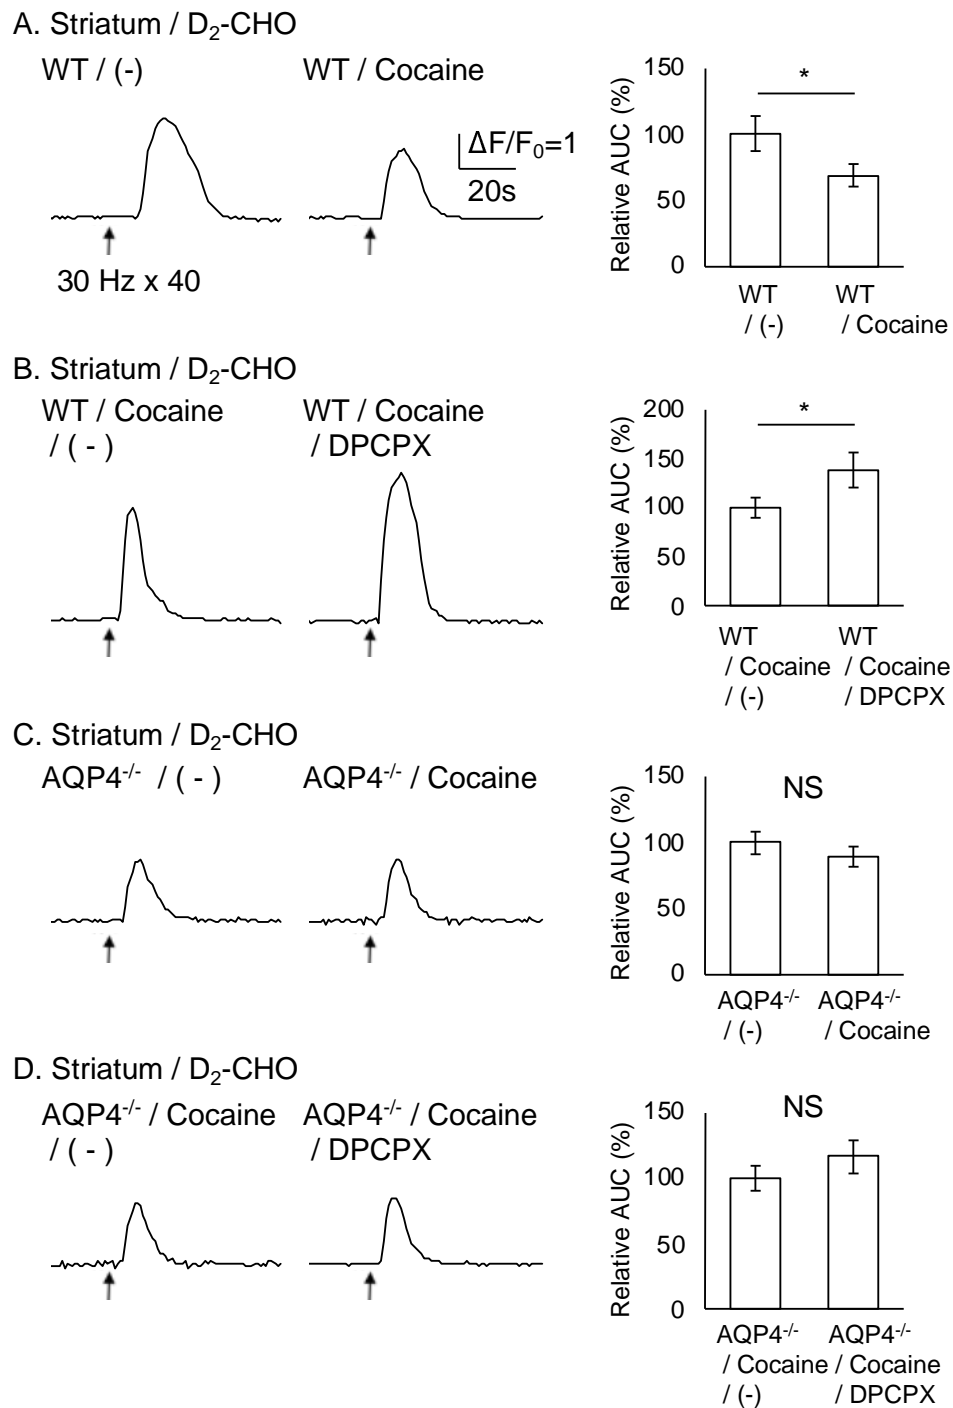 A. Striatum / D₂-CHO
WT / (-)
WT / Cocaine
ΔF/F₀=1
20s
30 Hz x 40
Relative AUC (%)
150
100
50
0
*
WT
/ (-)
WT
/ Cocaine
B. Striatum / D₂-CHO
WT / Cocaine
/ ( - )
WT / Cocaine
/ DPCPX
Relative AUC (%)
200
150
100
50
0
*
WT
/ Cocaine
/ (-)
WT
/ Cocaine
/ DPCPX
C. Striatum / D₂-CHO
AQP4⁻/⁻ / ( - )
AQP4⁻/⁻ / Cocaine
Relative AUC (%)
150
100
50
0
NS
AQP4⁻/⁻
/ (-)
AQP4⁻/⁻
/ Cocaine
D. Striatum / D₂-CHO
AQP4⁻/⁻ / Cocaine
/ ( - )
AQP4⁻/⁻ / Cocaine
/ DPCPX
Relative AUC (%)
150
100
50
0
NS
AQP4⁻/⁻
/ Cocaine
/ (-)
AQP4⁻/⁻
/ Cocaine
/ DPCPX